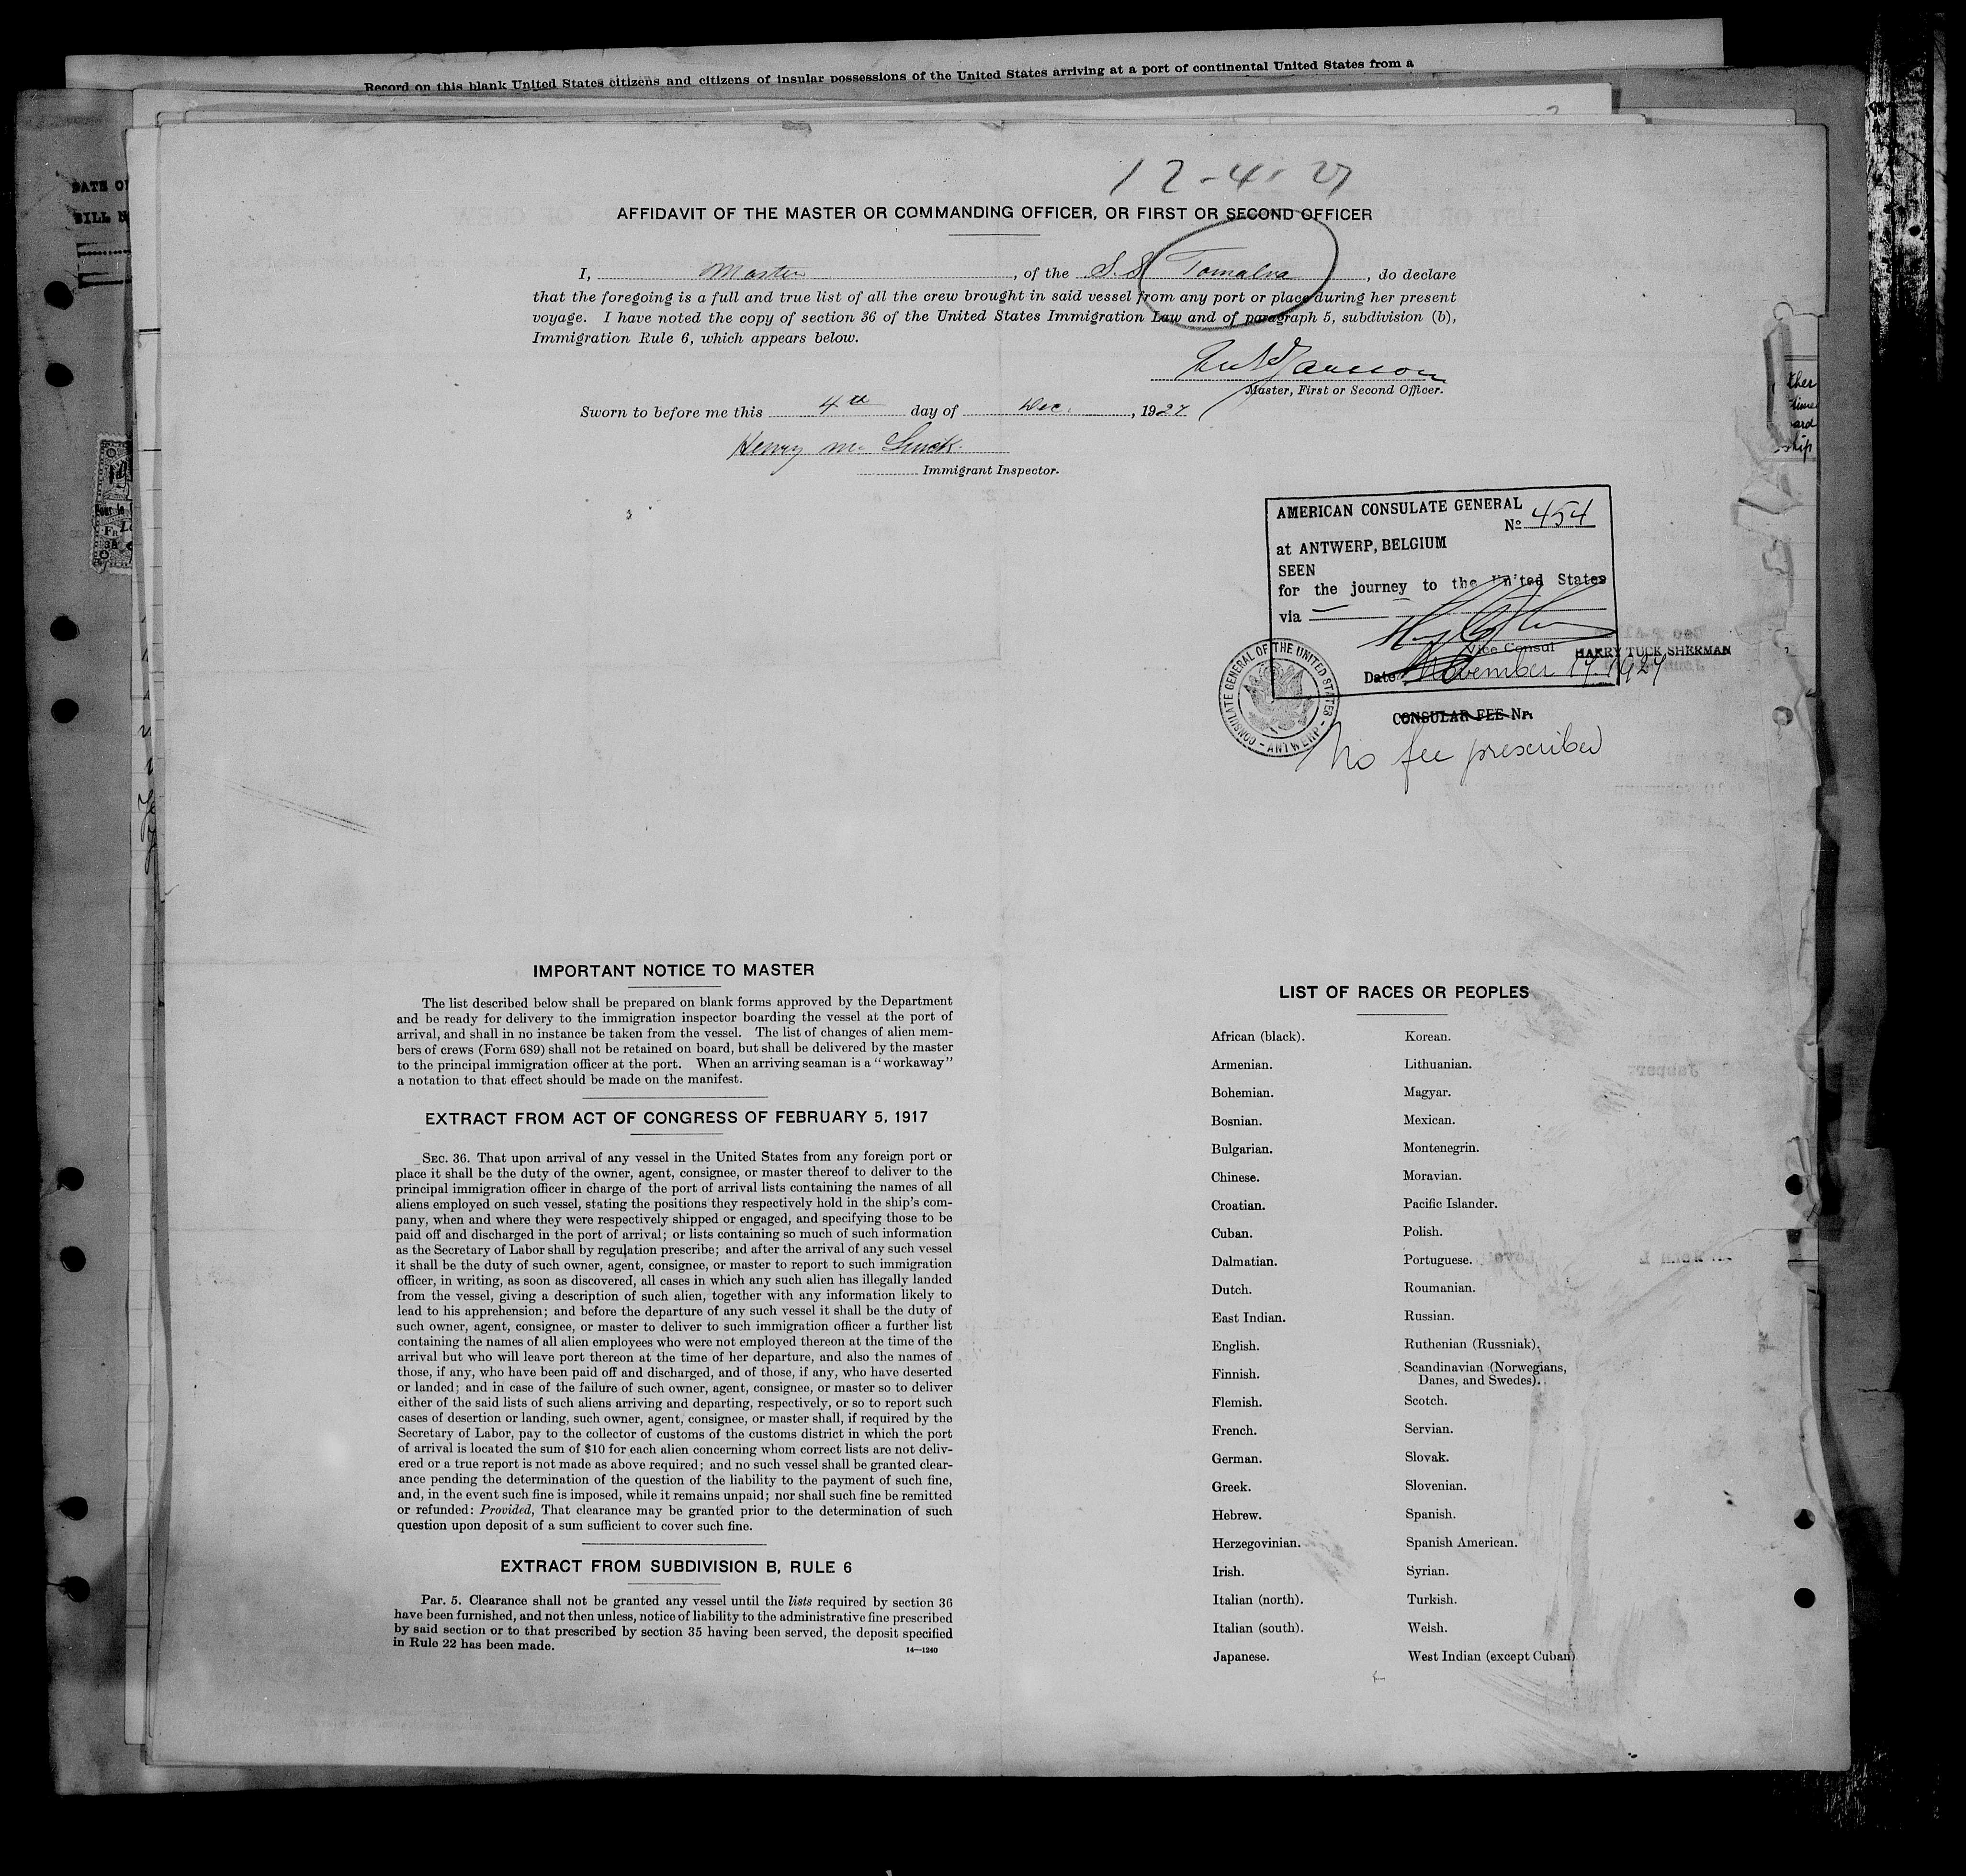 Record on this blank United States citizens and citizens of insular possessions of the United States arriving at a port of continental United States from a
DATE OF
BILL
12-4-27
AFFIDAVIT OF THE MASTER OR COMMANDING OFFICER, OR FIRST OR SECOND OFFICER
I, Master, of the S.S. Tomalva, do declare
that the foregoing is a full and true list of all the crew brought in said vessel from any port or place during her present
voyage. I have noted the copy of section 36 of the United States Immigration Law and of paragraph 5, subdivision (b),
Immigration Rule 6, which appears below.
Master, First or Second Officer.
Sworn to before me this 4th day of Dec., 1927
Henry
Immigrant Inspector.
AMERICAN CONSULATE GENERAL
No 454
at ANTWERP, BELGIUM
SEEN
for the journey to the United States
via
Vice Consul HARRY TUCK SHERMAN
Date November 17, 1927
CONSULATE GENERAL OF THE UNITED STATES - ANTWERP -
CONSULAR FEE Nr.
No fee prescribed
IMPORTANT NOTICE TO MASTER
The list described below shall be prepared on blank forms approved by the Department
and be ready for delivery to the immigration inspector boarding the vessel at the port of
arrival, and shall in no instance be taken from the vessel. The list of changes of alien mem-
bers of crews (Form 689) shall not be retained on board, but shall be delivered by the master
to the principal immigration officer at the port. When an arriving seaman is a "workaway"
a notation to that effect should be made on the manifest.
EXTRACT FROM ACT OF CONGRESS OF FEBRUARY 5, 1917
SEC. 36. That upon arrival of any vessel in the United States from any foreign port or
place it shall be the duty of the owner, agent, consignee, or master thereof to deliver to the
principal immigration officer in charge of the port of arrival lists containing the names of all
aliens employed on such vessel, stating the positions they respectively hold in the ship's com-
pany, when and where they were respectively shipped or engaged, and specifying those to be
paid off and discharged in the port of arrival; or lists containing so much of such information
as the Secretary of Labor shall by regulation prescribe; and after the arrival of any such vessel
it shall be the duty of such owner, agent, consignee, or master to report to such immigration
officer, in writing, as soon as discovered, all cases in which any such alien has illegally landed
from the vessel, giving a description of such alien, together with any information likely to
lead to his apprehension; and before the departure of any such vessel it shall be the duty of
such owner, agent, consignee, or master to deliver to such immigration officer a further list
containing the names of all alien employees who were not employed thereon at the time of the
arrival but who will leave port thereon at the time of her departure, and also the names of
those, if any, who have been paid off and discharged, and of those, if any, who have deserted
or landed; and in case of the failure of such owner, agent, consignee, or master so to deliver
either of the said lists of such aliens arriving and departing, respectively, or so to report such
cases of desertion or landing, such owner, agent, consignee, or master shall, if required by the
Secretary of Labor, pay to the collector of customs of the customs district in which the port
of arrival is located the sum of $10 for each alien concerning whom correct lists are not deliv-
ered or a true report is not made as above required; and no such vessel shall be granted clear-
ance pending the determination of the question of the liability to the payment of such fine,
and, in the event such fine is imposed, while it remains unpaid; nor shall such fine be remitted
or refunded: Provided, That clearance may be granted prior to the determination of such
question upon deposit of a sum sufficient to cover such fine.
EXTRACT FROM SUBDIVISION B, RULE 6
Par. 5. Clearance shall not be granted any vessel until the lists required by section 36
have been furnished, and not then unless, notice of liability to the administrative fine prescribed
by said section or to that prescribed by section 35 having been served, the deposit specified
in Rule 22 has been made.
14—1240
LIST OF RACES OR PEOPLES
African (black).
Armenian.
Bohemian.
Bosnian.
Bulgarian.
Chinese.
Croatian.
Cuban.
Dalmatian.
Dutch.
East Indian.
English.
Finnish.
Flemish.
French.
German.
Greek.
Hebrew.
Herzegovinian.
Irish.
Italian (north).
Italian (south).
Japanese.
Korean.
Lithuanian.
Magyar.
Mexican.
Montenegrin.
Moravian.
Pacific Islander.
Polish.
Portuguese.
Roumanian.
Russian.
Ruthenian (Russniak).
Scandinavian (Norwegians,
Danes, and Swedes).
Scotch.
Servian.
Slovak.
Slovenian.
Spanish.
Spanish American.
Syrian.
Turkish.
Welsh.
West Indian (except Cuban)